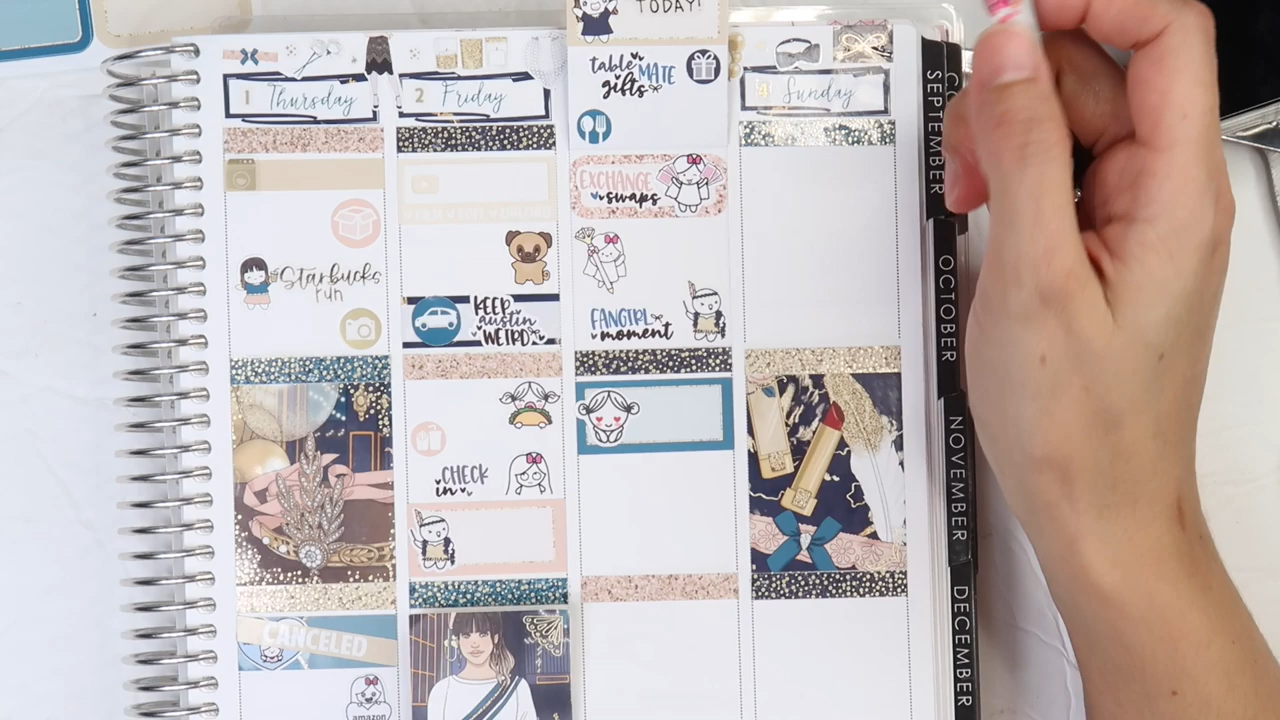 TODAY!
table MATE
gifts
1 Thursday
2 Friday
4 Sunday
EXCHANGE
swaps
Starbucks
run
KEEP
austin
WEIRD
FANGIRL
moment
CHECK
in
CANCELED
amazon
SEPTEMBER
OCTOBER
NOVEMBER
DECEMBER